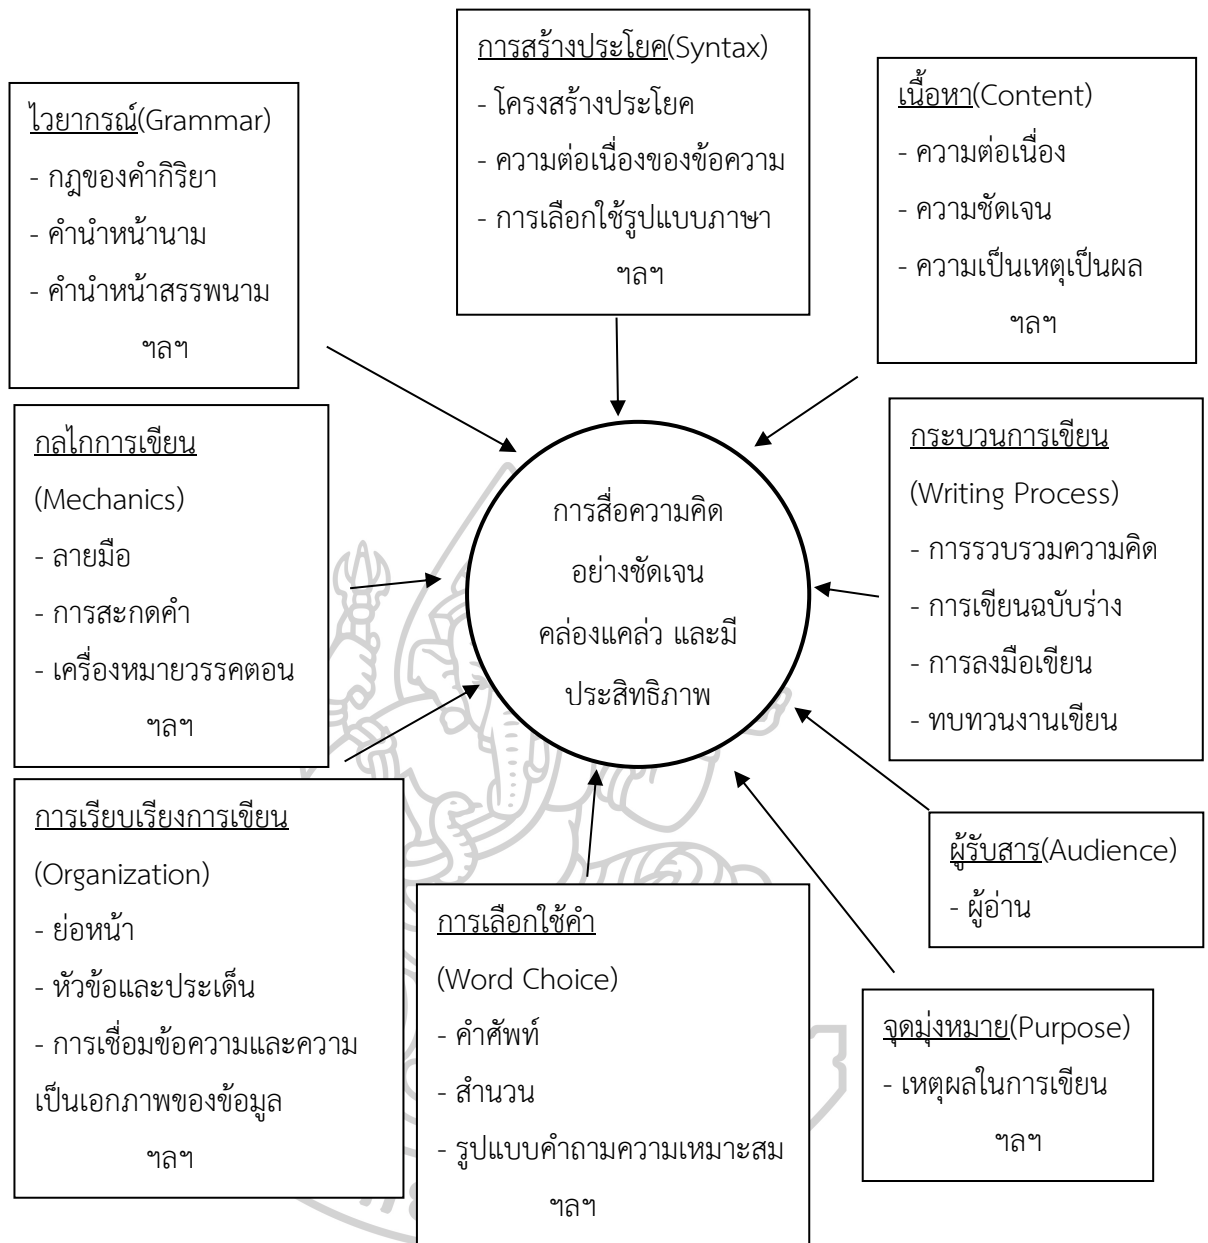 การสร้างประโยค(Syntax)
- โครงสร้างประโยค
- ความต่อเนื่องของข้อความ
- การเลือกใช้รูปแบบภาษา
ฯลฯ
เนื้อหา(Content)
- ความต่อเนื่อง
- ความชัดเจน
- ความเป็นเหตุเป็นผล
ฯลฯ
ไวยากรณ์(Grammar)
- กฎของคำกิริยา
- คำนำหน้านาม
- คำนำหน้าสรรพนาม
ฯลฯ
กลไกการเขียน
(Mechanics)
- ลายมือ
- การสะกดคำ
- เครื่องหมายวรรคตอน
ฯลฯ
การสื่อความคิด
อย่างชัดเจน
คล่องแคล่ว และมี
ประสิทธิภาพ
กระบวนการเขียน
(Writing Process)
- การรวบรวมความคิด
- การเขียนฉบับร่าง
- การลงมือเขียน
- ทบทวนงานเขียน
การเรียบเรียงการเขียน
(Organization)
- ย่อหน้า
- หัวข้อและประเด็น
- การเชื่อมข้อความและความ
เป็นเอกภาพของข้อมูล
ฯลฯ
การเลือกใช้คำ
(Word Choice)
- คำศัพท์
- สำนวน
- รูปแบบคำถามความเหมาะสม
ฯลฯ
ผู้รับสาร(Audience)
- ผู้อ่าน
จุดมุ่งหมาย(Purpose)
- เหตุผลในการเขียน
ฯลฯ